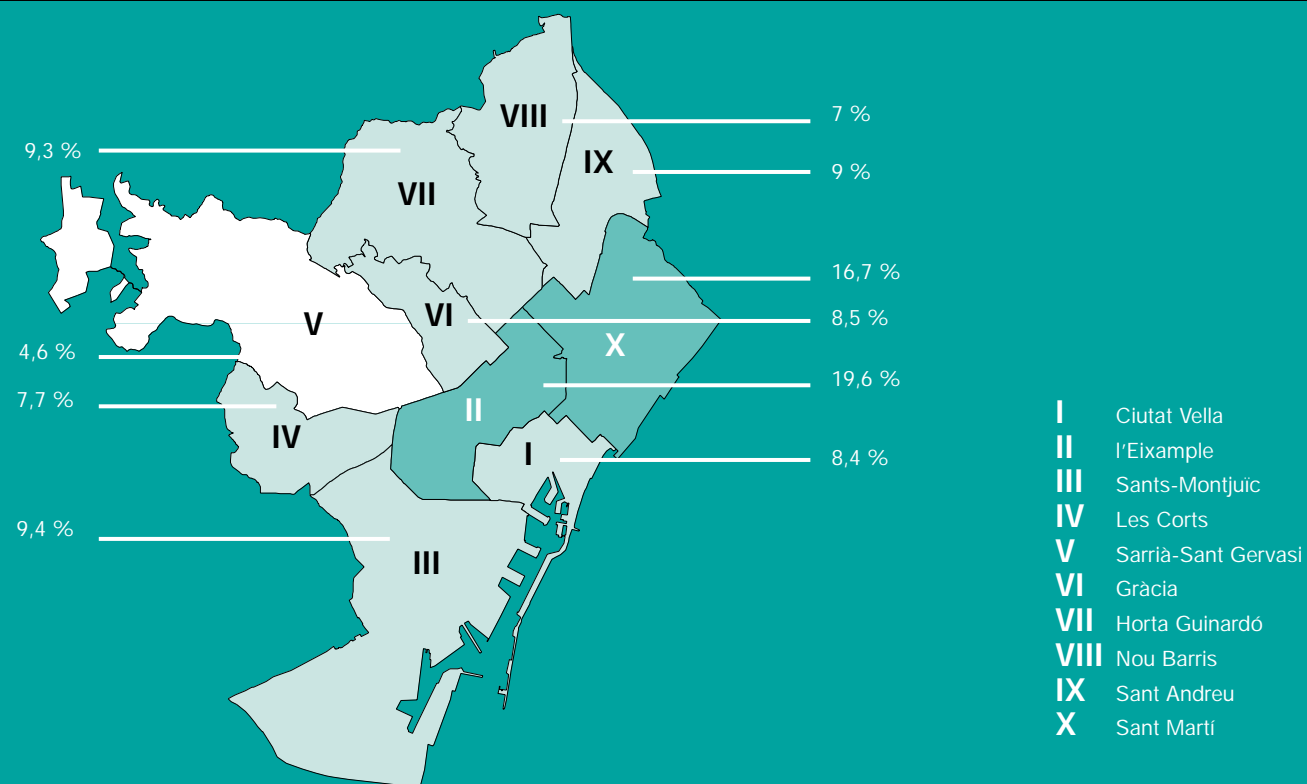 VIII
7 %
9,3 %
IX
9 %
VII
16,7 %
VI
8,5 %
V
X
4,6 %
19,6 %
7,7 %
II
IV
I
8,4 %
9,4 %
III
I Ciutat Vella
II l'Eixample
III Sants-Montjuïc
IV Les Corts
V Sarrià-Sant Gervasi
VI Gràcia
VII Horta Guinardó
VIII Nou Barris
IX Sant Andreu
X Sant Martí